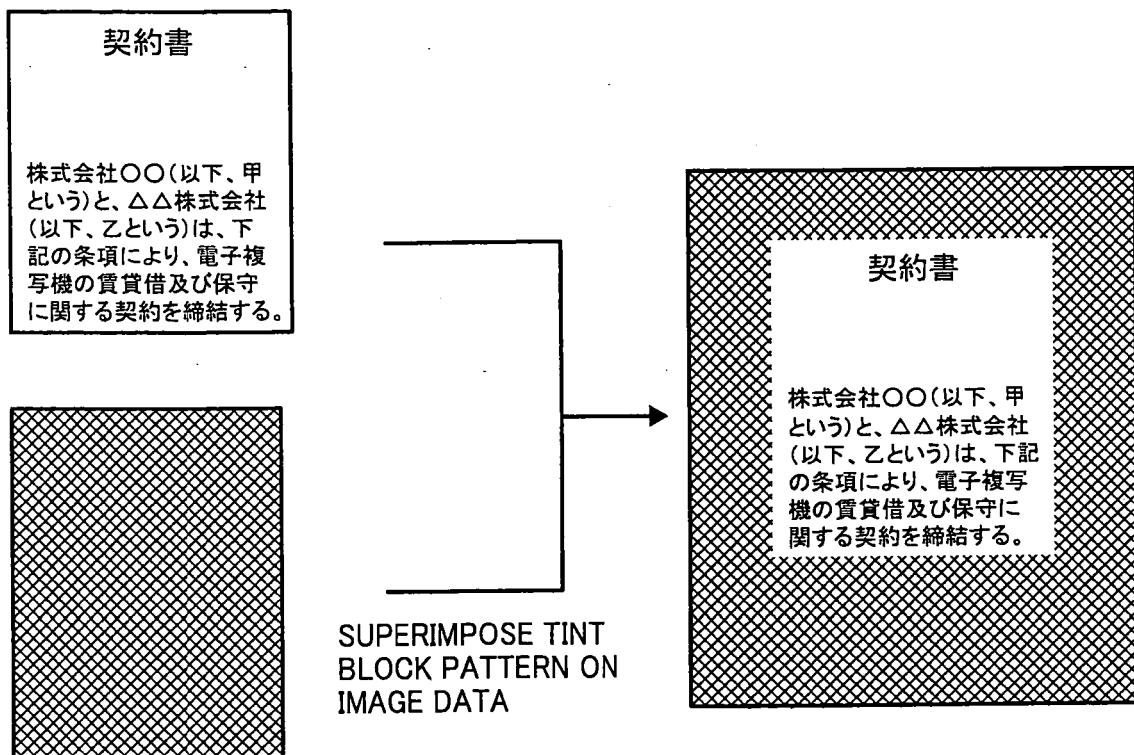 契約書
株式会社〇〇(以下、甲
という)と、△△株式会社
(以下、乙という)は、下
記の条項により、電子複
写機の賃貸借及び保守
に関する契約を締結する。
SUPERIMPOSE TINT
BLOCK PATTERN ON
IMAGE DATA
契約書
株式会社〇〇(以下、甲
という)と、△△株式会社
(以下、乙という)は、下記
の条項により、電子複写
機の賃貸借及び保守に
関する契約を締結する。